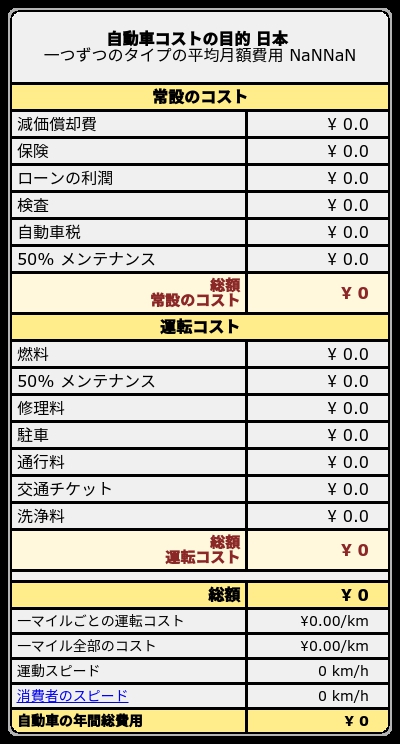 自動車コストの目的 日本
一つずつのタイプの平均月額費用 NaNNaN
常設のコスト
減価償却費 ¥ 0.0
保険 ¥ 0.0
ローンの利潤 ¥ 0.0
検査 ¥ 0.0
自動車税 ¥ 0.0
50% メンテナンス ¥ 0.0
総額
常設のコスト ¥ 0
運転コスト
燃料 ¥ 0.0
50% メンテナンス ¥ 0.0
修理料 ¥ 0.0
駐車 ¥ 0.0
通行料 ¥ 0.0
交通チケット ¥ 0.0
洗浄料 ¥ 0.0
総額
運転コスト ¥ 0
総額 ¥ 0
一マイルごとの運転コスト ¥0.00/km
一マイル全部のコスト ¥0.00/km
運動スピード 0 km/h
消費者のスピード 0 km/h
自動車の年間総費用 ¥ 0